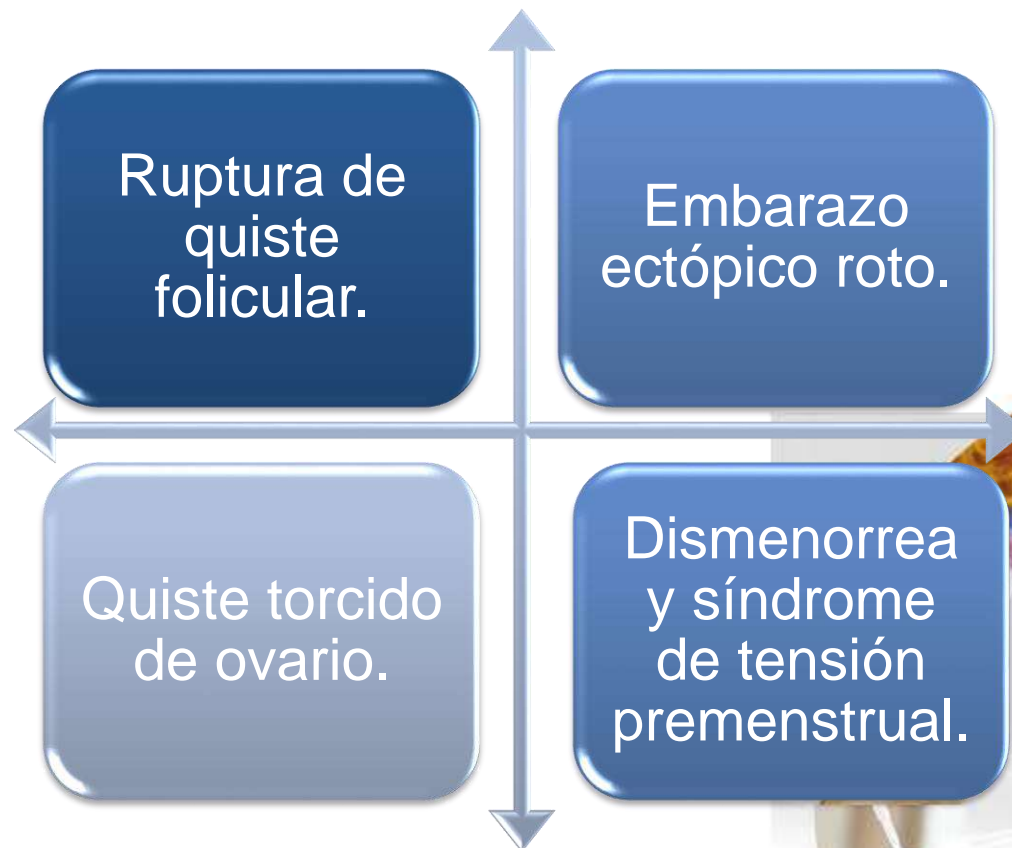 Ruptura de
quiste
folicular.
Embarazo
ectópico roto.
Quiste torcido
de ovario.
Dismenorrea
y síndrome
de tensión
premenstrual.